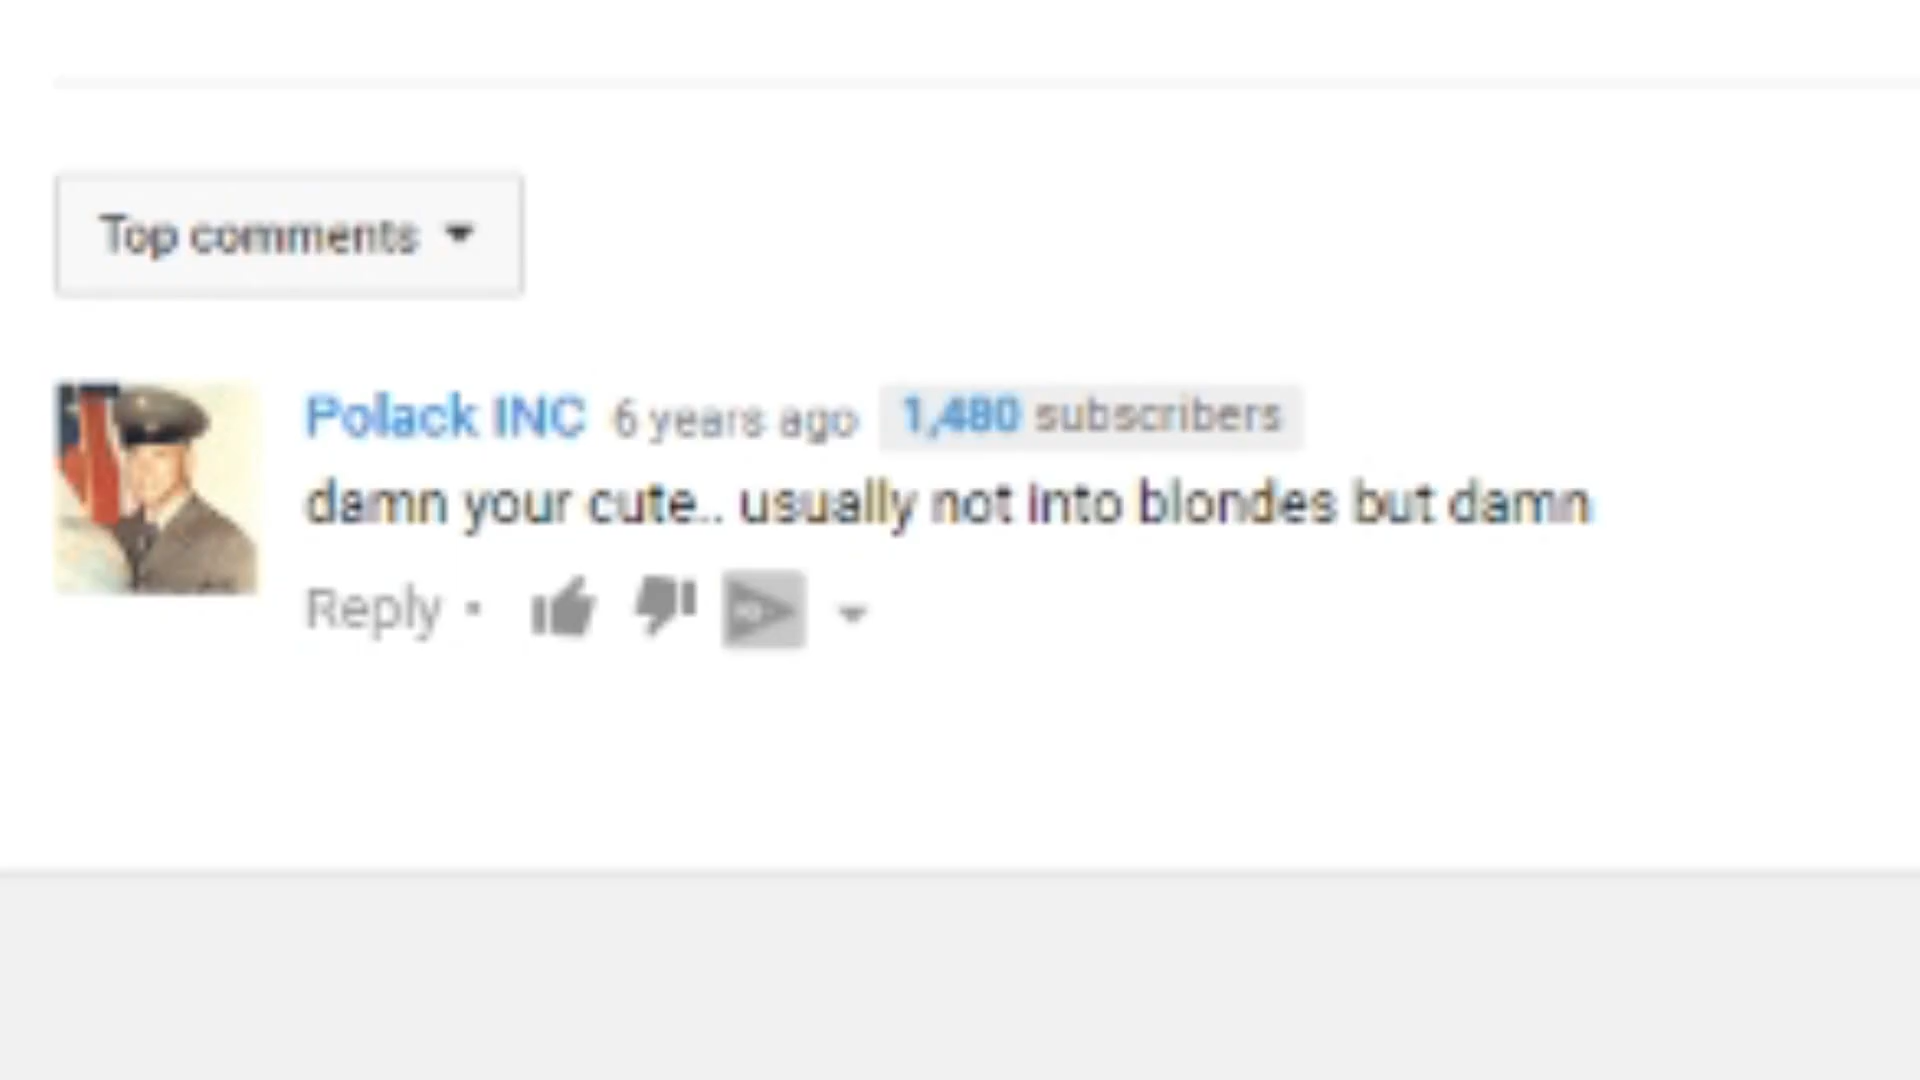 Top comments
Polack INC 6 years ago 1,480 subscribers
damn your cute.. usually not into blondes but damn
Reply •